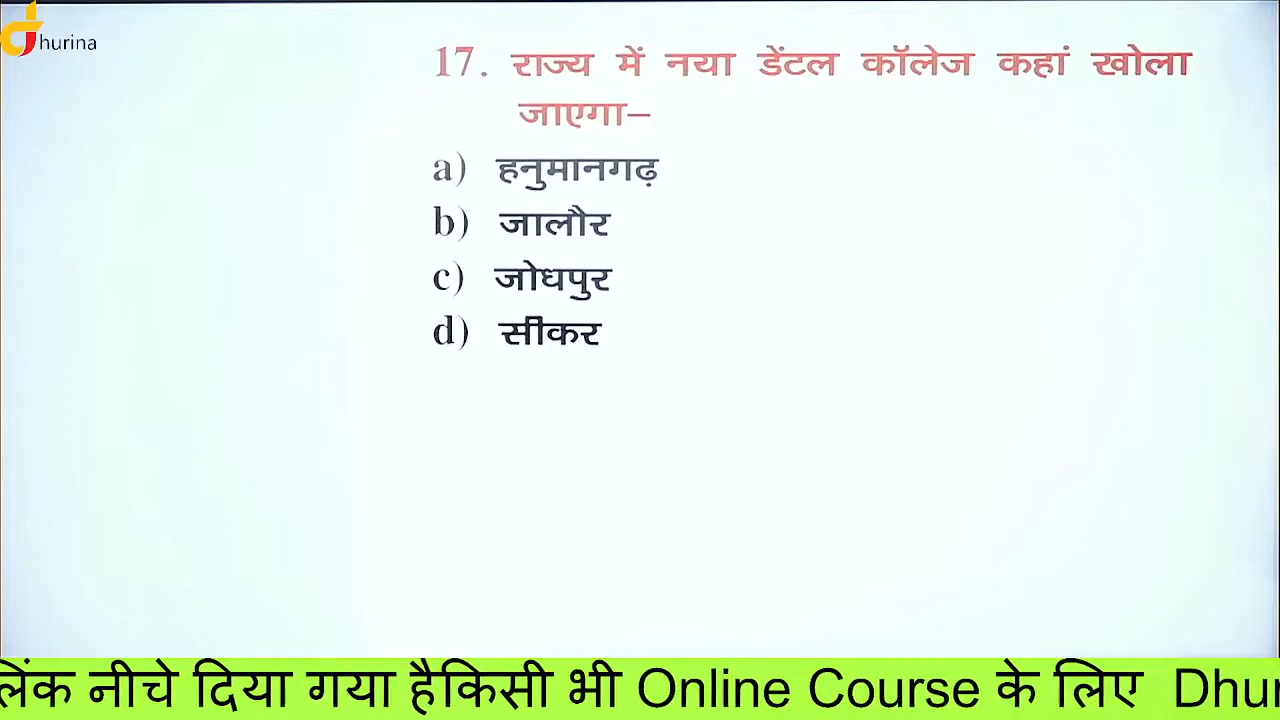 hurina
17. राज्य में नया डेंटल कॉलेज कहां खोला
जाएगा–
a) हनुमानगढ़
b) जालौर
c) जोधपुर
d) सीकर
लिंक नीचे दिया गया हैकिसी भी Online Course के लिए Dhur